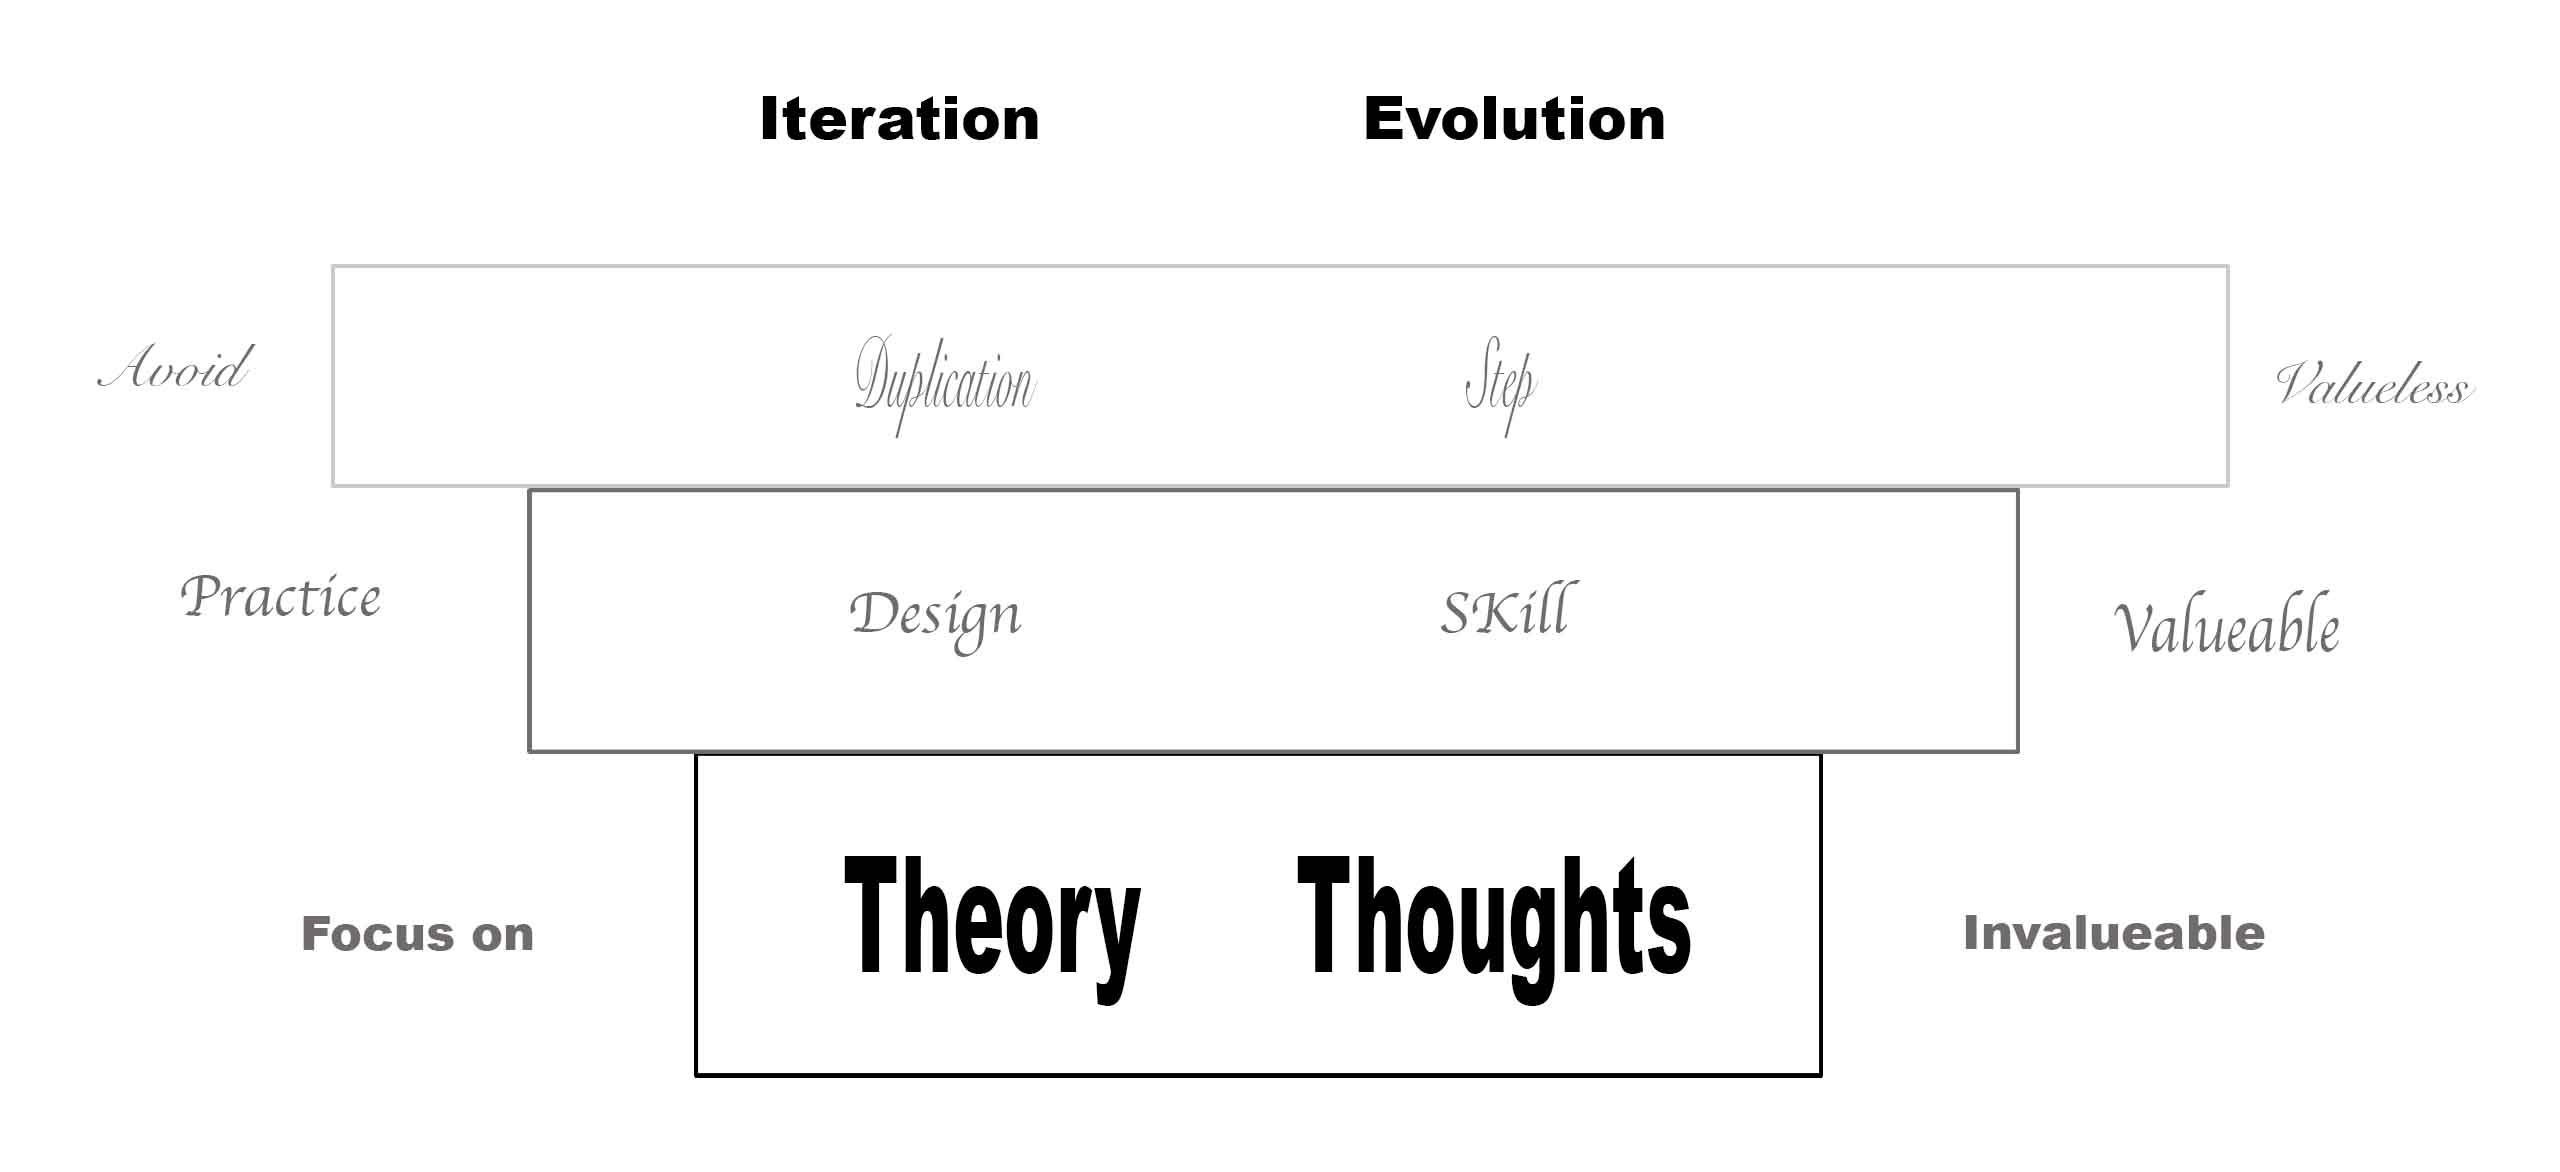 Iteration Evolution
Avoid Duplication Step Valueless
Practice Design SKill Valueable
Focus on Theory Thoughts Invalueable